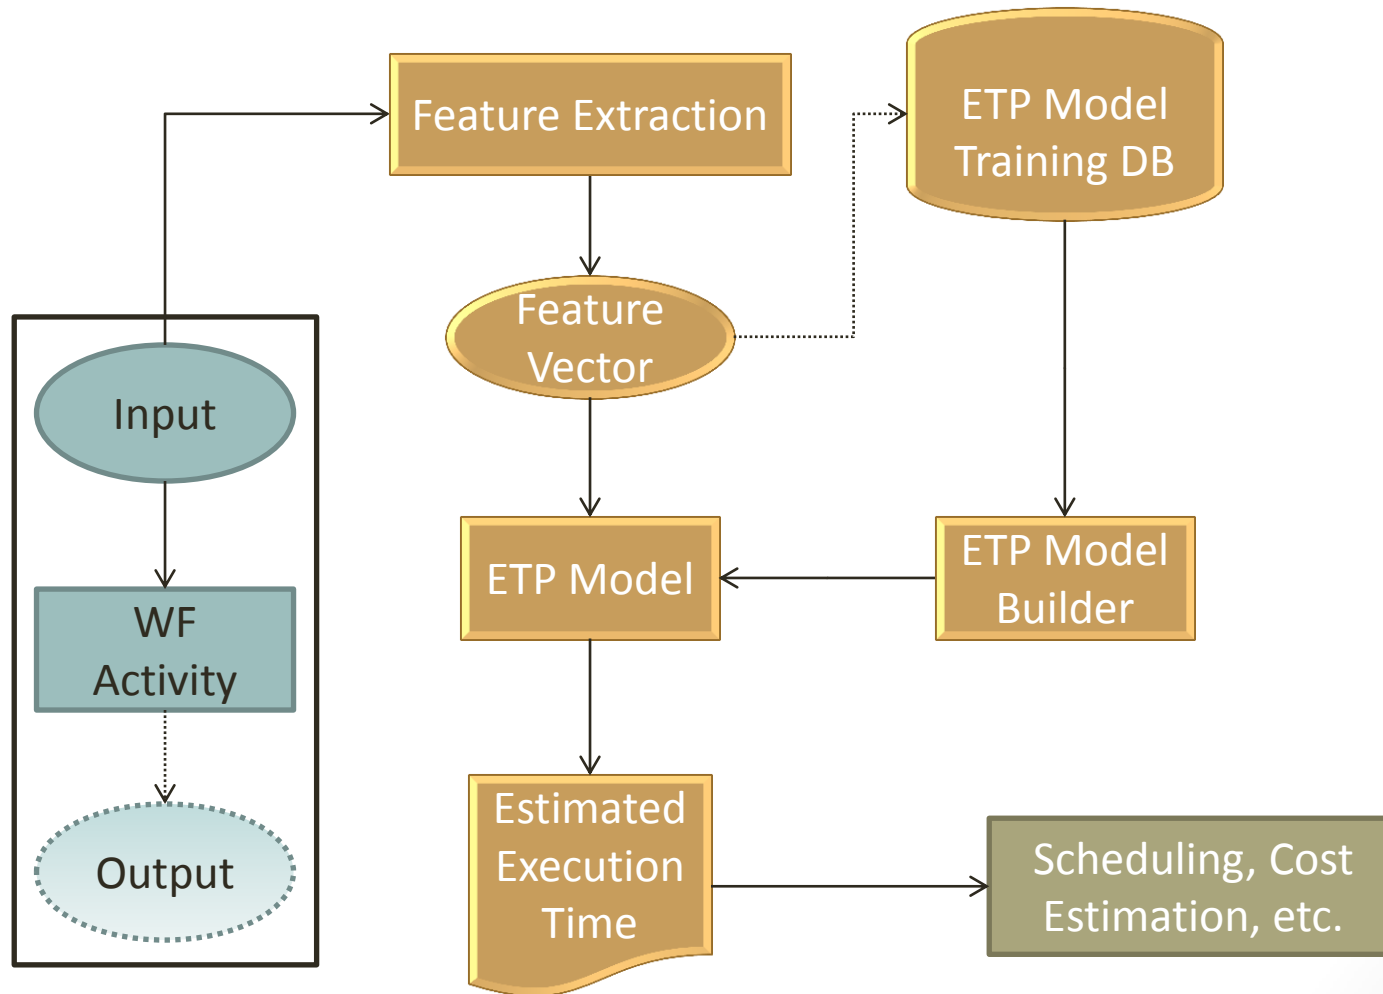 Feature Extraction
ETP Model
Training DB
Feature
Vector
Input
ETP Model
ETP Model
Builder
WF
Activity
Estimated
Execution
Time
Output
Scheduling, Cost
Estimation, etc.